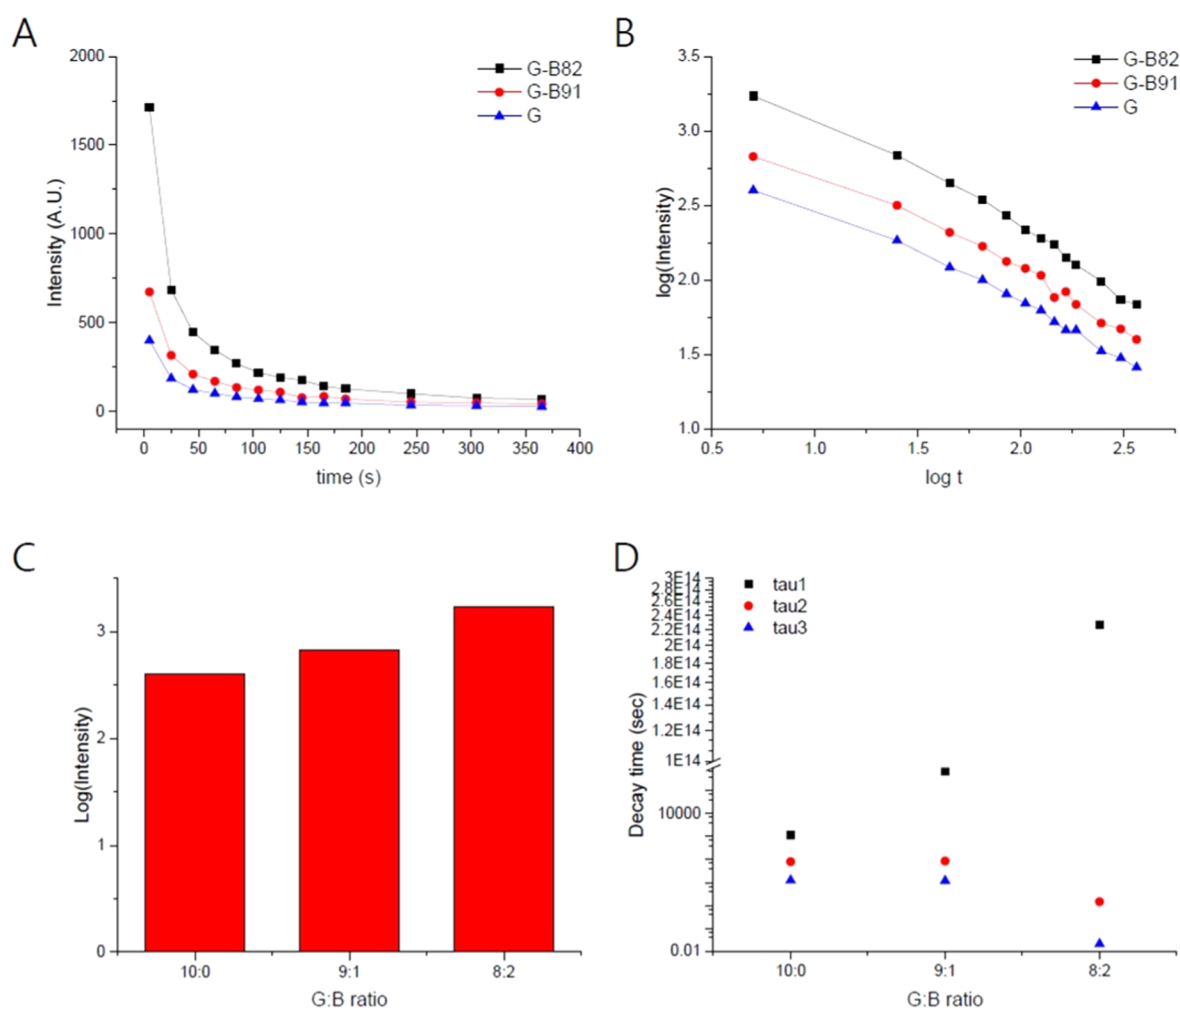 A
2000
1500
1000
500
0
Intensity (A.U.)
0 50 100 150 200 250 300 350 400
time (s)
G-B82
G-B91
G
B
3.5
3.0
2.5
2.0
1.5
1.0
log(Intensity)
0.5 1.0 1.5 2.0 2.5
log t
G-B82
G-B91
G
C
3
2
1
0
Log(Intensity)
10:0 9:1 8:2
G:B ratio
D
3E14
2.8E14
2.6E14
2.4E14
2.2E14
2E14
1.8E14
1.6E14
1.4E14
1.2E14
1E14
10000
0.01
Decay time (sec)
tau1
tau2
tau3
10:0 9:1 8:2
G:B ratio